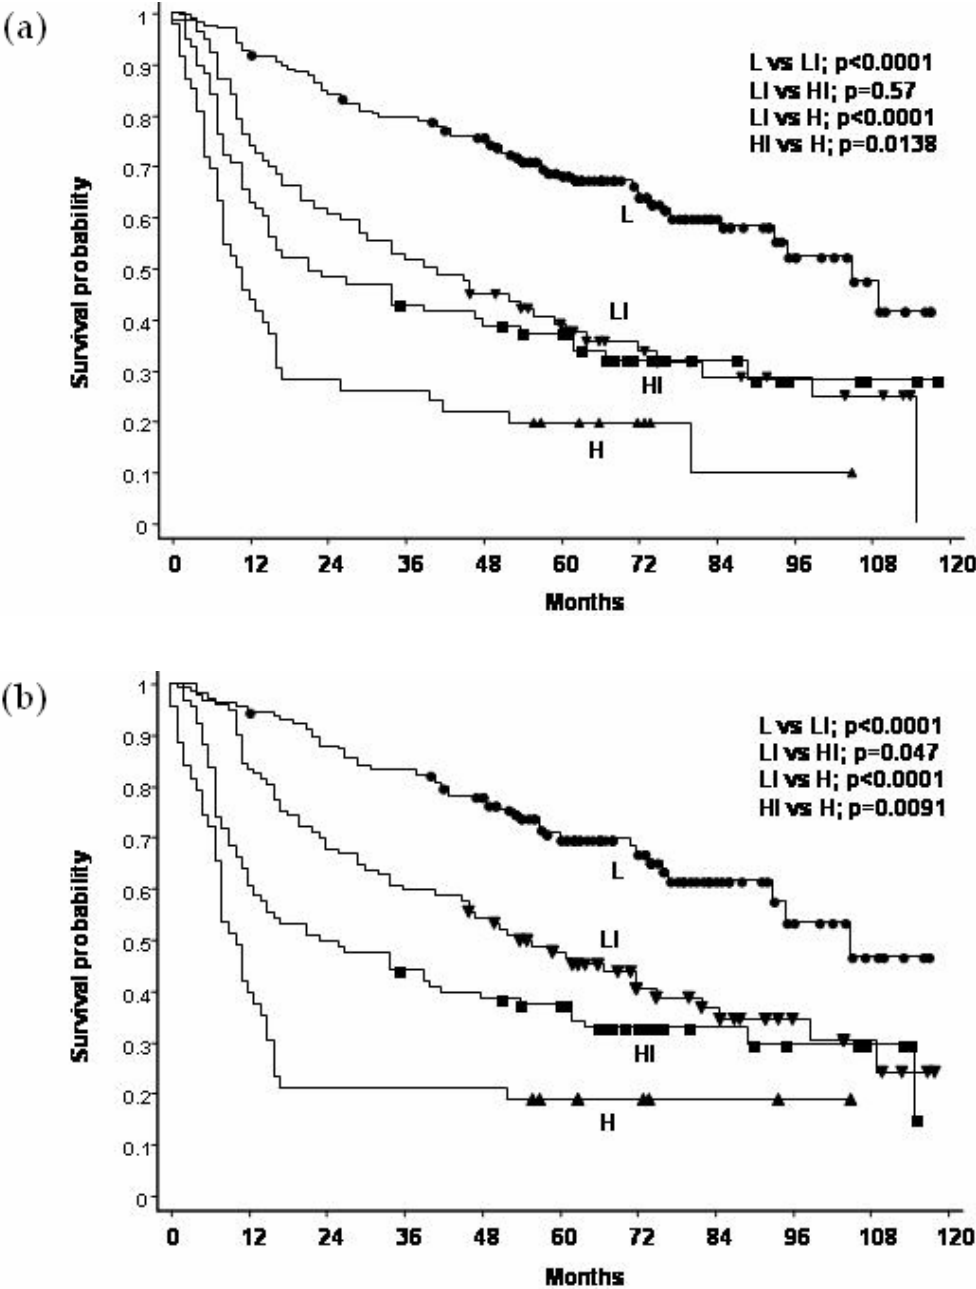 (a)
L vs LI; p<0.0001
LI vs HI; p=0.57
LI vs H; p<0.0001
HI vs H; p=0.0138
Survival probability
1
0.9
0.8
0.7
0.6
0.5
0.4
0.3
0.2
0.1
0
L
LI
HI
H
0 12 24 36 48 60 72 84 96 108 120
Months
(b)
L vs LI; p<0.0001
LI vs HI; p=0.047
LI vs H; p<0.0001
HI vs H; p=0.0091
Survival probability
1
0.9
0.8
0.7
0.6
0.5
0.4
0.3
0.2
0.1
0
L
LI
HI
H
0 12 24 36 48 60 72 84 96 108 120
Months